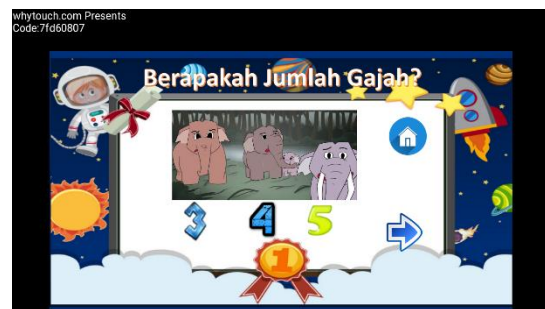 whytouch.com Presents
Code:7fd60807
Berapakah Jumlah Gajah?
3 4 5
1